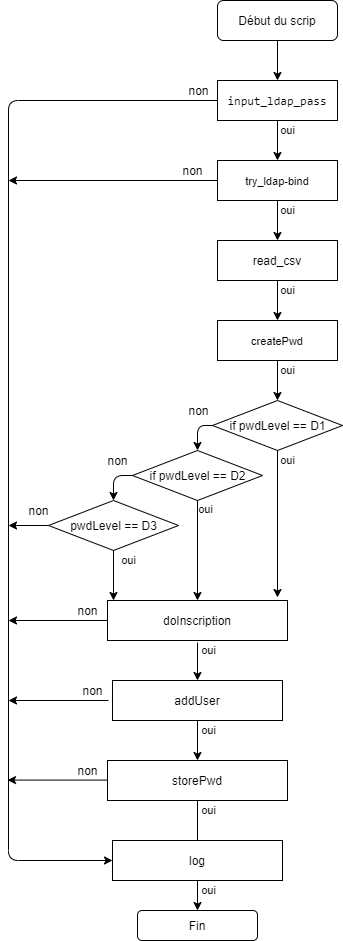 Début du scrip
non
input_ldap_pass
oui
non
try_ldap-bind
oui
read_csv
oui
createPwd
oui
non
if pwdLevel == D1
oui
non
if pwdLevel == D2
oui
non
pwdLevel == D3
oui
non
doInscription
oui
non
addUser
oui
non
storePwd
oui
log
oui
Fin